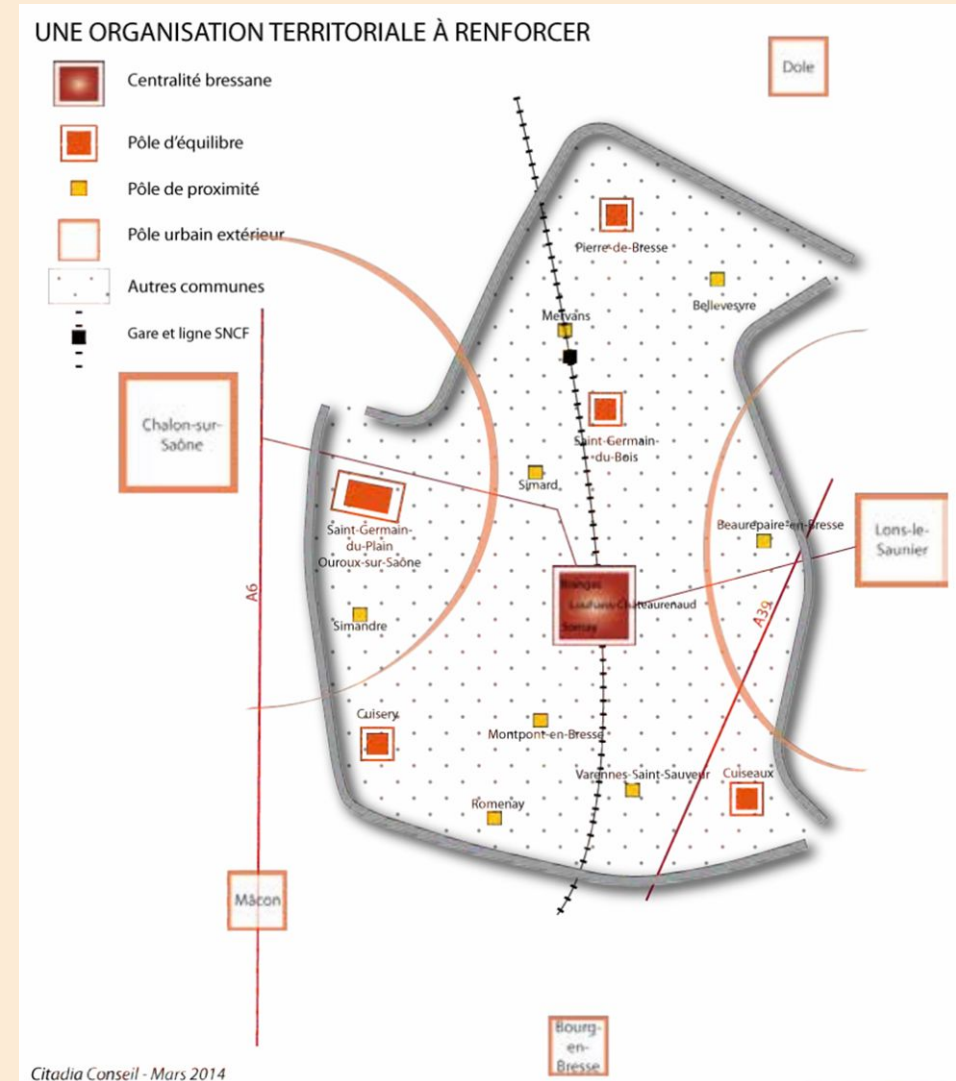 UNE ORGANISATION TERRITORIALE À RENFORCER
Centralité bressane
Pôle d'équilibre
Pôle de proximité
Pôle urbain extérieur
Autres communes
Gare et ligne SNCF
Dole
Pierre-de-Bresse
Bellevesvre
Mervans
Chalon-sur-
Saône
Saint-Germain-
du-Bois
Simard
Saint-Germain-
du-Plain
Ouroux-sur-Saône
Beaurepaire-en-Bresse
Lons-le-
Saunier
A6
Branges
Louhans-Châteaurenaud
Sornay
A39
Simandre
Cuisery
Montpont-en-Bresse
Varennes-Saint-Sauveur
Cuiseaux
Romenay
Mâcon
Bourg-
en-
Bresse
Citadia Conseil - Mars 2014